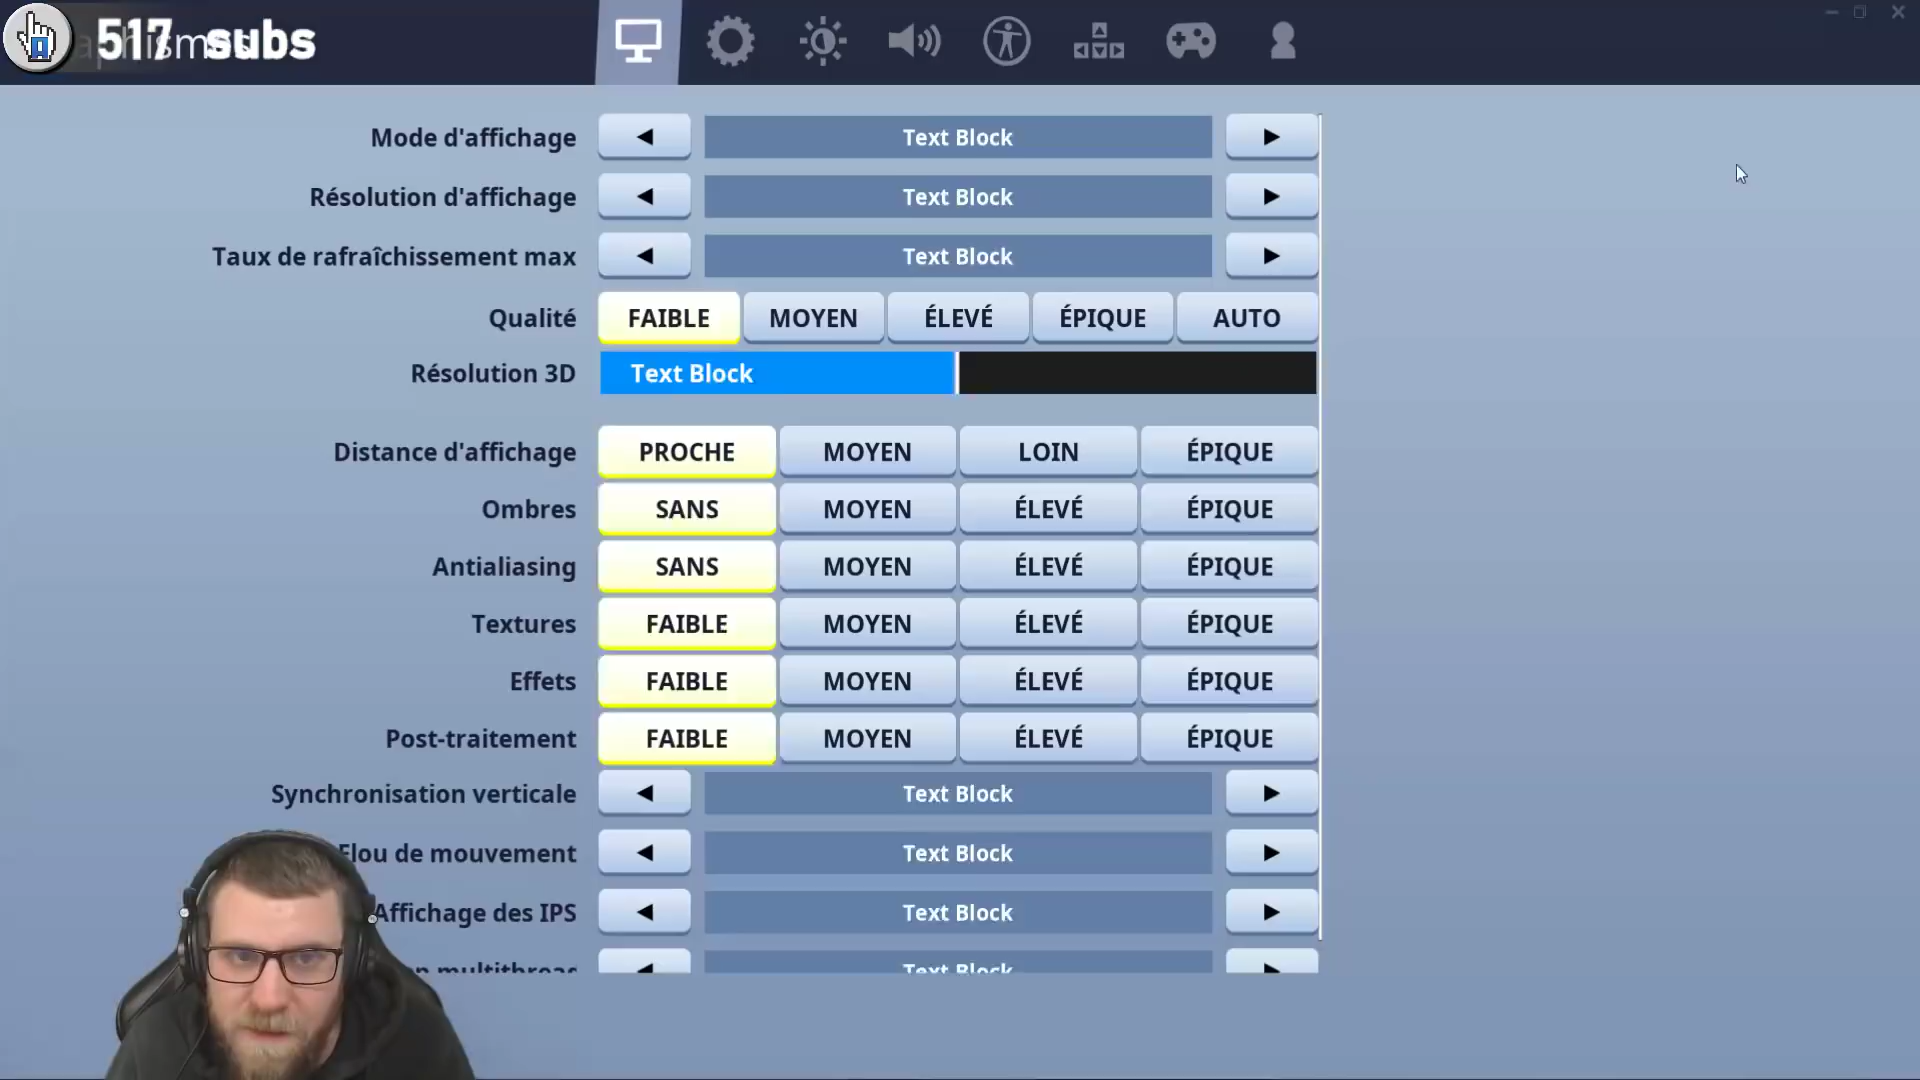 517 subs
Mode d'affichage Text Block
Résolution d'affichage Text Block
Taux de rafraîchissement max Text Block
Qualité FAIBLE MOYEN ÉLEVÉ ÉPIQUE AUTO
Résolution 3D Text Block
Distance d'affichage PROCHE MOYEN LOIN ÉPIQUE
Ombres SANS MOYEN ÉLEVÉ ÉPIQUE
Antialiasing SANS MOYEN ÉLEVÉ ÉPIQUE
Textures FAIBLE MOYEN ÉLEVÉ ÉPIQUE
Effets FAIBLE MOYEN ÉLEVÉ ÉPIQUE
Post-traitement FAIBLE MOYEN ÉLEVÉ ÉPIQUE
Synchronisation verticale Text Block
Flou de mouvement Text Block
Affichage des IPS Text Block
Text Block